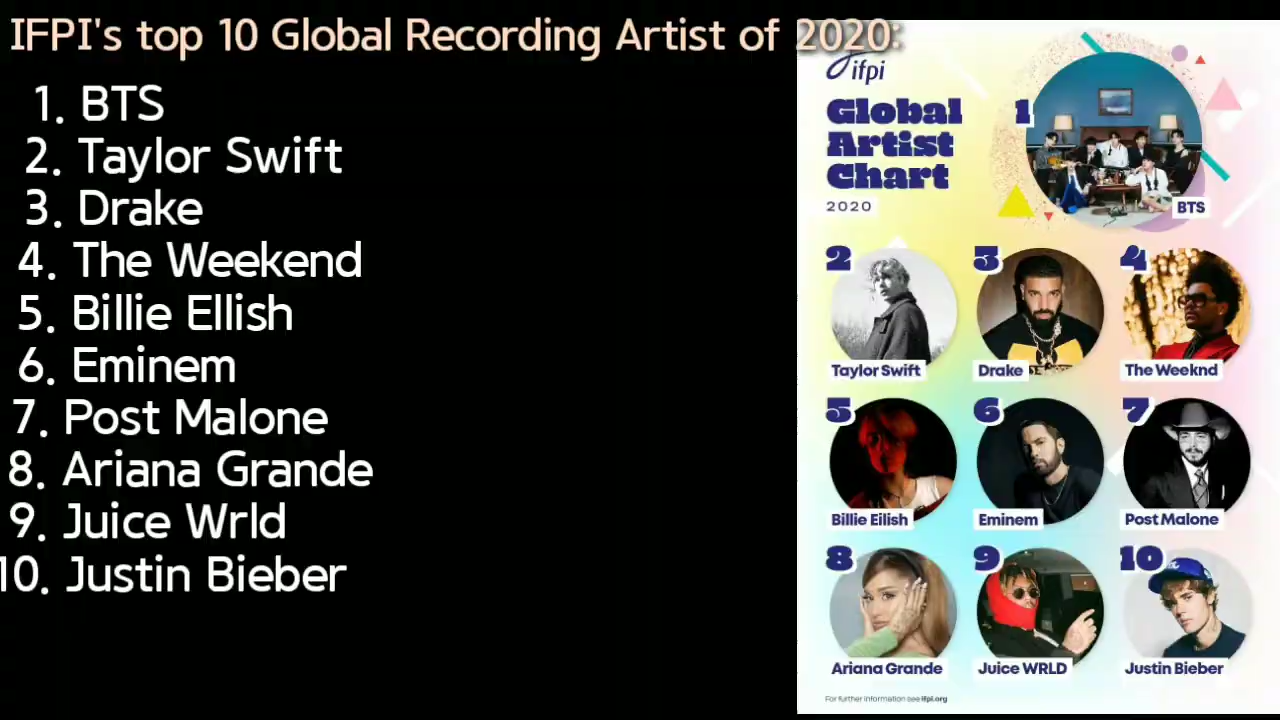 IFPI's top 10 Global Recording Artist of 2020:
1. BTS
2. Taylor Swift
3. Drake
4. The Weekend
5. Billie Ellish
6. Eminem
7. Post Malone
8. Ariana Grande
9. Juice Wrld
10. Justin Bieber
ifpi
Global
Artist
Chart
2020
1
BTS
2
Taylor Swift
3
Drake
4
The Weeknd
5
Billie Eilish
6
Eminem
7
Post Malone
8
Ariana Grande
9
Juice WRLD
10
Justin Bieber
For further information see ifpi.org